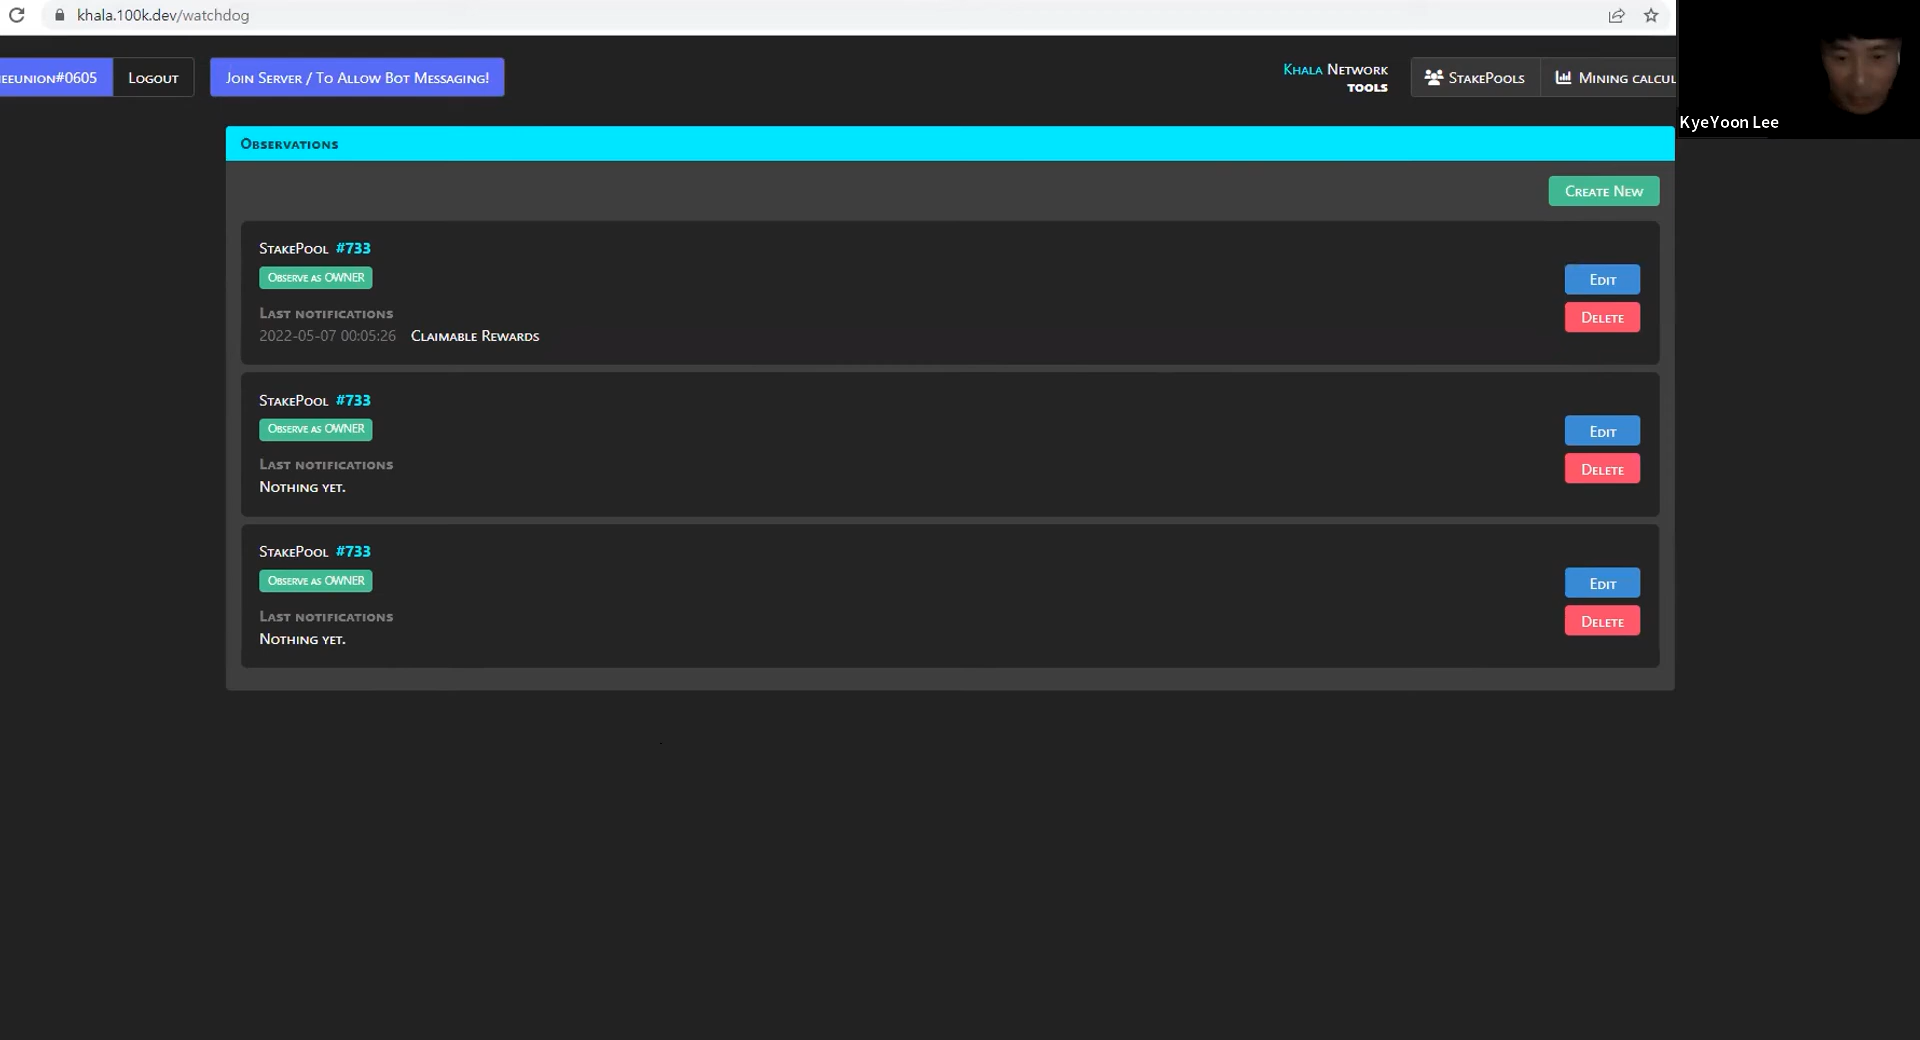 khala.100k.dev/watchdog
EEUNION#0605
LOGOUT
JOIN SERVER / TO ALLOW BOT MESSAGING!
KHALA NETWORK
TOOLS
STAKEPOOLS
MINING CALCUL
KyeYoon Lee
OBSERVATIONS
CREATE NEW
STAKEPOOL #733
OBSERVE AS OWNER
EDIT
LAST NOTIFICATIONS
DELETE
2022-05-07 00:05:26 CLAIMABLE REWARDS
STAKEPOOL #733
OBSERVE AS OWNER
EDIT
LAST NOTIFICATIONS
DELETE
NOTHING YET.
STAKEPOOL #733
OBSERVE AS OWNER
EDIT
LAST NOTIFICATIONS
DELETE
NOTHING YET.